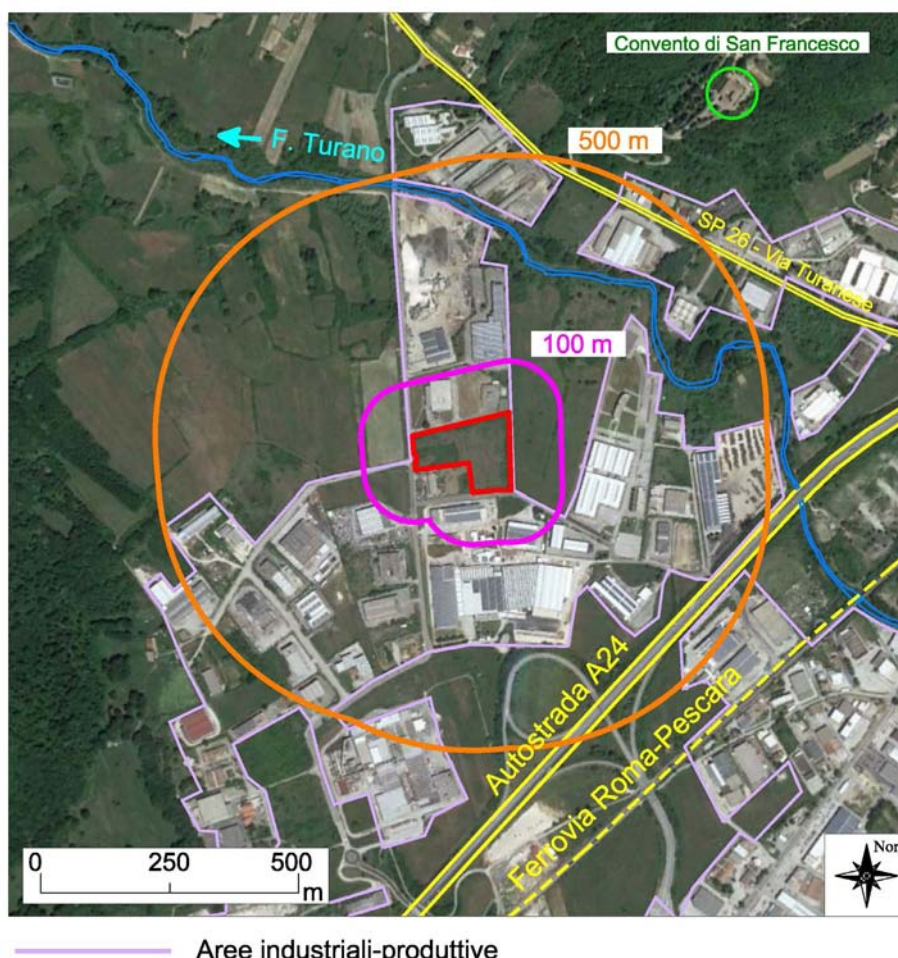 Convento di San Francesco
500 m
F. Turano
SP 26 - Via Turanese
100 m
Autostrada A24
Ferrovia Roma-Pescara
0 250 500
m
Nor
Aree industriali-produttive